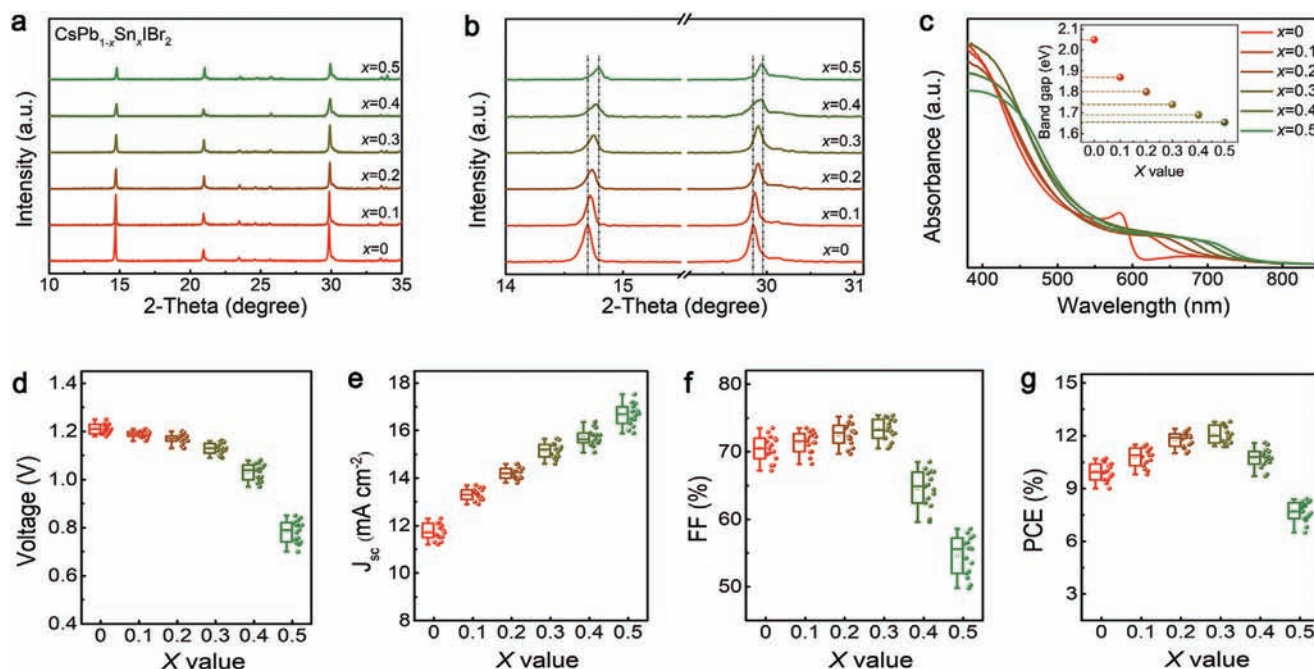 a
CsPb1-xSnxIBr2
x=0.5
x=0.4
x=0.3
x=0.2
x=0.1
x=0
Intensity (a.u.)
10 15 20 25 30 35
2-Theta (degree)
b
x=0.5
x=0.4
x=0.3
x=0.2
x=0.1
x=0
Intensity (a.u.)
14 15 30 31
2-Theta (degree)
c
Absorbance (a.u.)
400 500 600 700 800
Wavelength (nm)
Band gap (eV)
2.1
2.0
1.9
1.8
1.7
1.6
0.0 0.1 0.2 0.3 0.4 0.5
X value
x=0
x=0.1
x=0.2
x=0.3
x=0.4
x=0.5
d
Voltage (V)
1.4
1.2
1.0
0.8
0.6
0.4
0 0.1 0.2 0.3 0.4 0.5
X value
e
Jsc (mA cm-2)
18
16
14
12
10
8
0 0.1 0.2 0.3 0.4 0.5
X value
f
FF (%)
80
70
60
50
0 0.1 0.2 0.3 0.4 0.5
X value
g
PCE (%)
15
12
9
6
3
0 0.1 0.2 0.3 0.4 0.5
X value